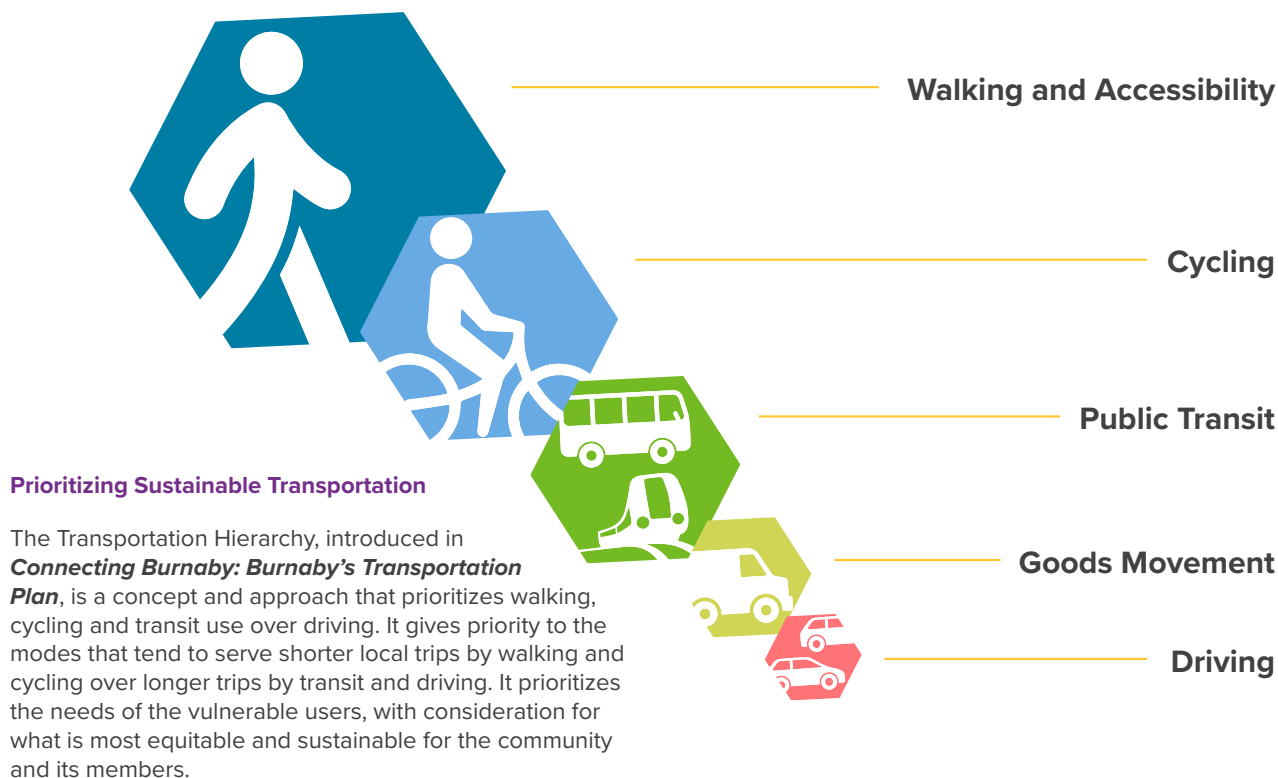 Walking and Accessibility
Cycling
Public Transit
Goods Movement
Driving
Prioritizing Sustainable Transportation
The Transportation Hierarchy, introduced in
Connecting Burnaby: Burnaby’s Transportation
Plan, is a concept and approach that prioritizes walking,
cycling and transit use over driving. It gives priority to the
modes that tend to serve shorter local trips by walking and
cycling over longer trips by transit and driving. It prioritizes
the needs of the vulnerable users, with consideration for
what is most equitable and sustainable for the community
and its members.